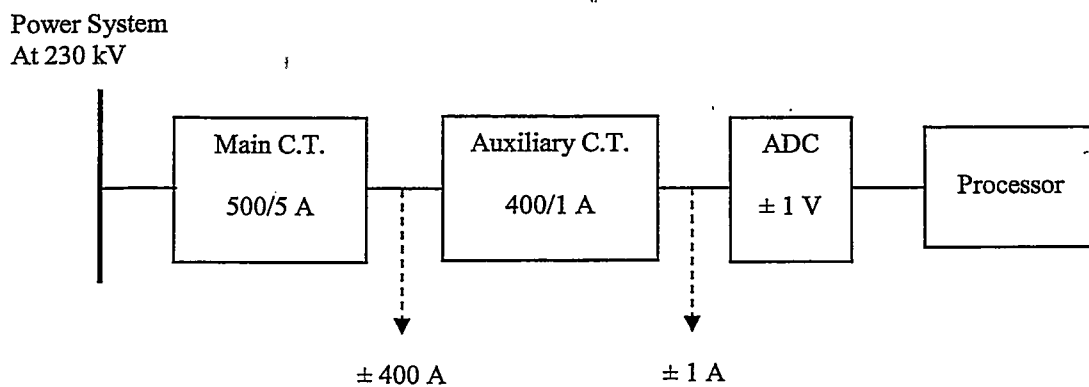 Power System
At 230 kV
Main C.T.
500/5 A
Auxiliary C.T.
400/1 A
ADC
± 1 V
Processor
± 400 A
± 1 A